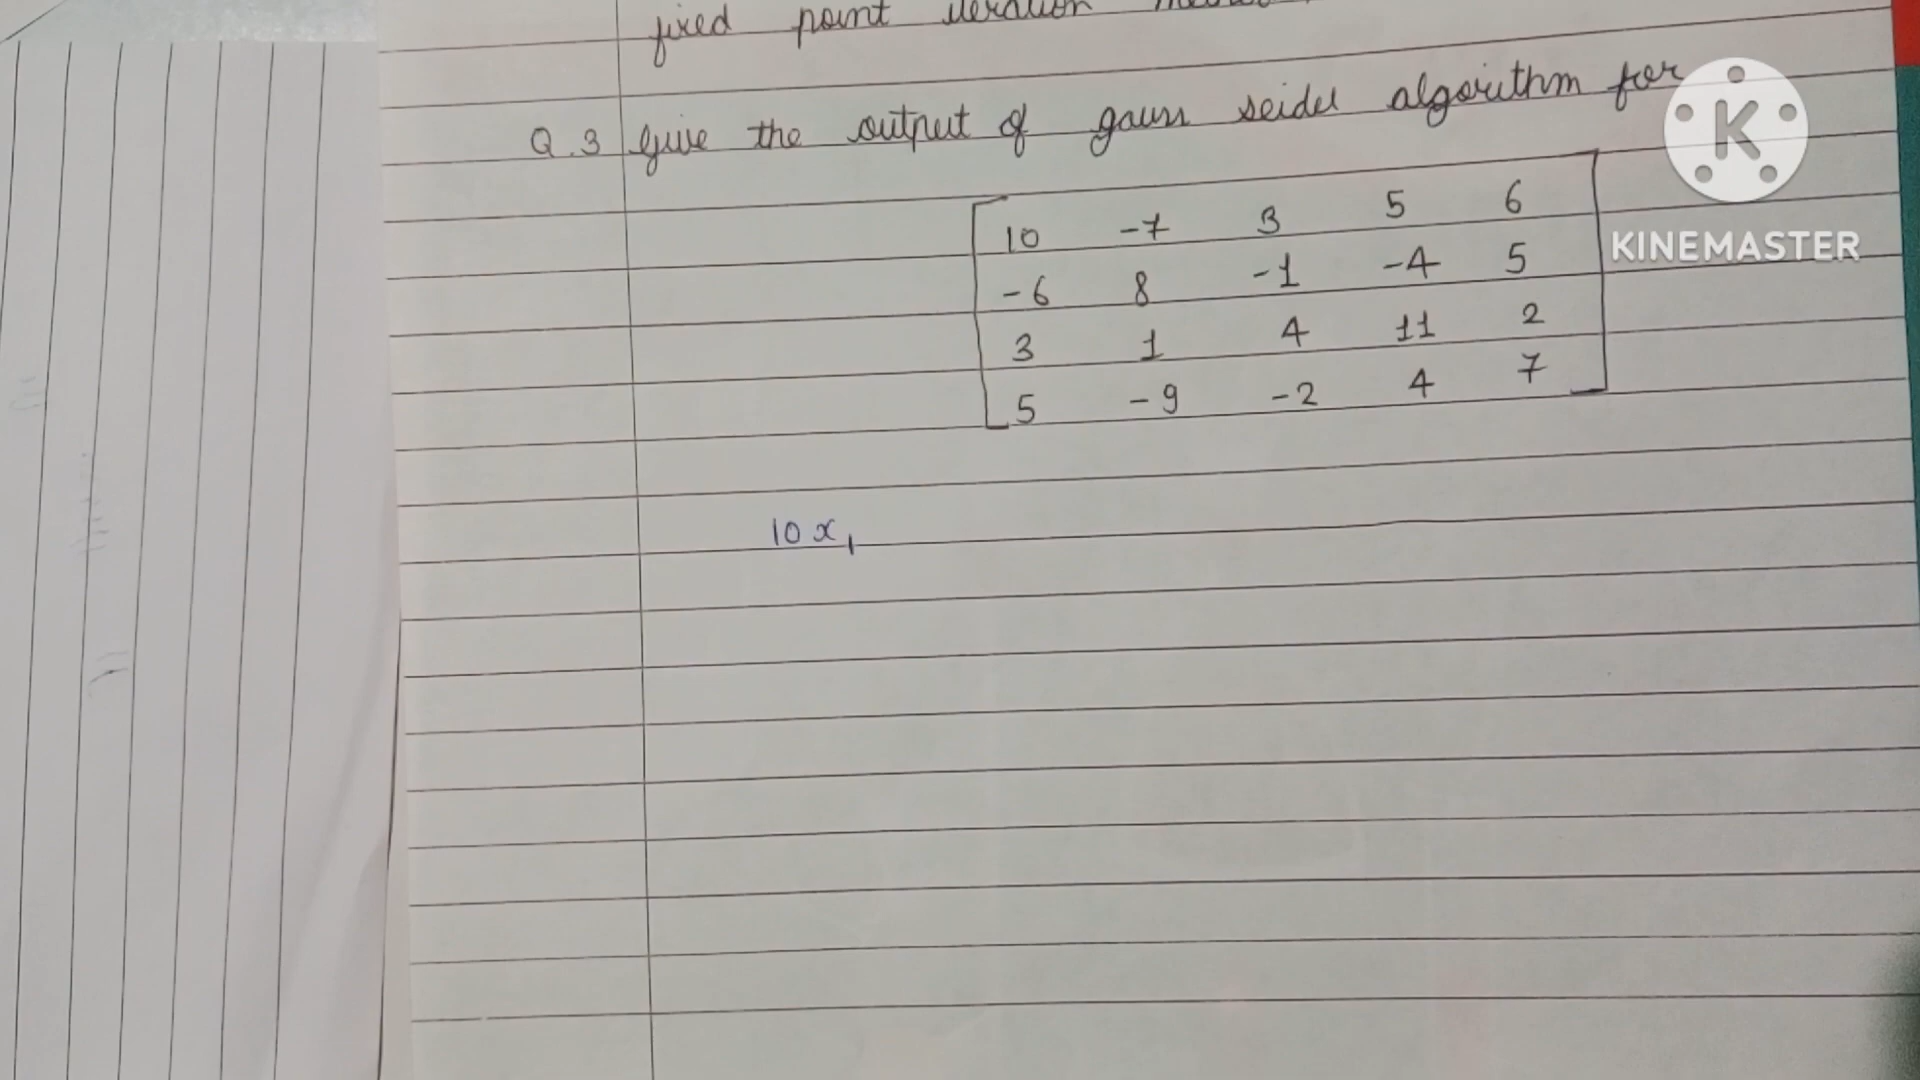 fixed point iteration
Q.3 Give the output of gauss seidel algorithm for
10 -7 3 5 6
-6 8 -1 -4 5
3 1 4 11 2
5 -9 -2 4 7
10x₁
K
KINEMASTER